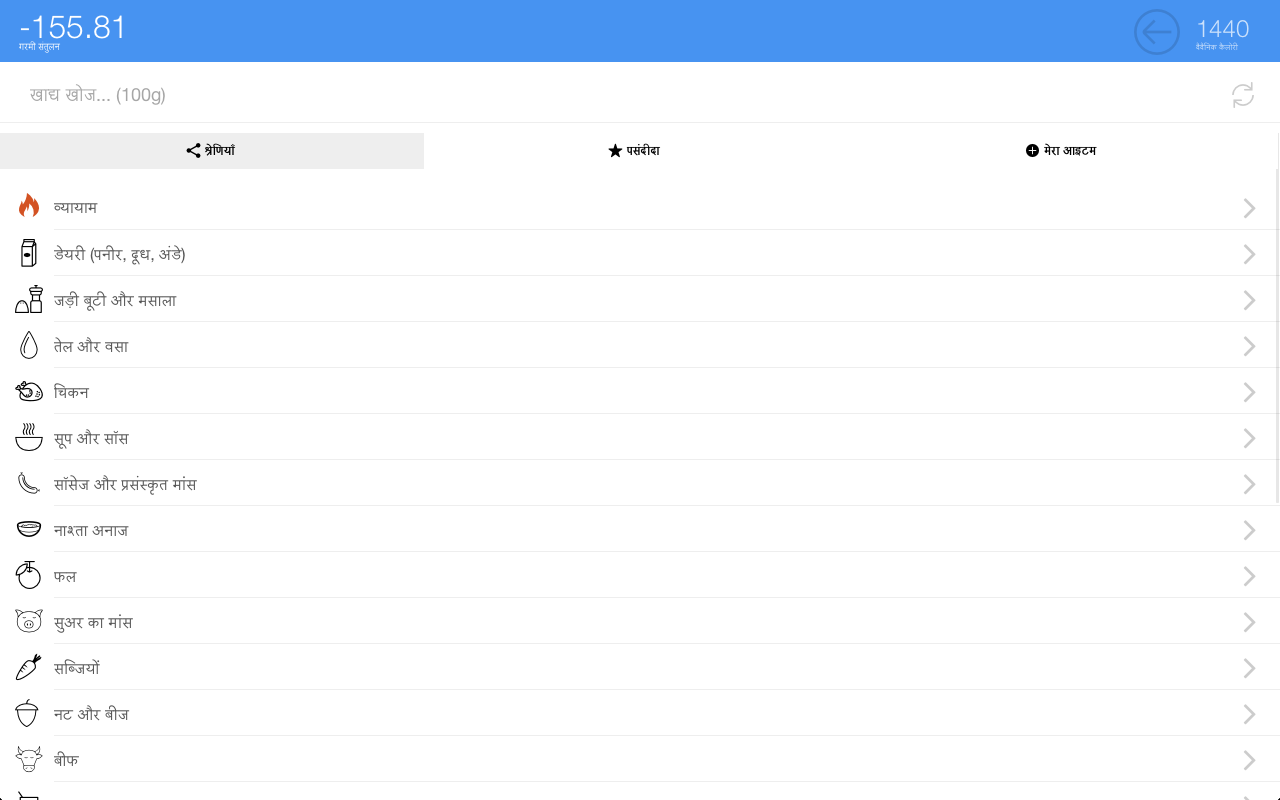 -155.81
गरमी संतुलन
1440
वैदैनिक कैलोरी
खाद्य खोज... (100g)
श्रेणियाँ
पसंदीदा
मेरा आइटम
व्यायाम
डेयरी (पनीर, दूध, अंडे)
जड़ी बूटी और मसाला
तेल और वसा
चिकन
सूप और सॉस
सॉसेज और प्रसंस्कृत मांस
नाश्ता अनाज
फल
सुअर का मांस
सब्जियों
नट और बीज
बीफ